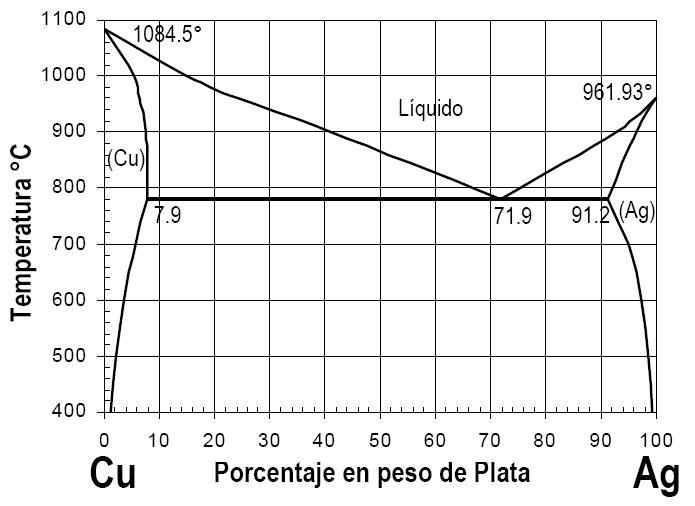 1100
1084.5°
1000
961.93°
Líquido
900
(Cu)
800
7.9
71.9
91.2
(Ag)
700
600
500
400
Temperatura °C
0 10 20 30 40 50 60 70 80 90 100
Cu
Porcentaje en peso de Plata
Ag